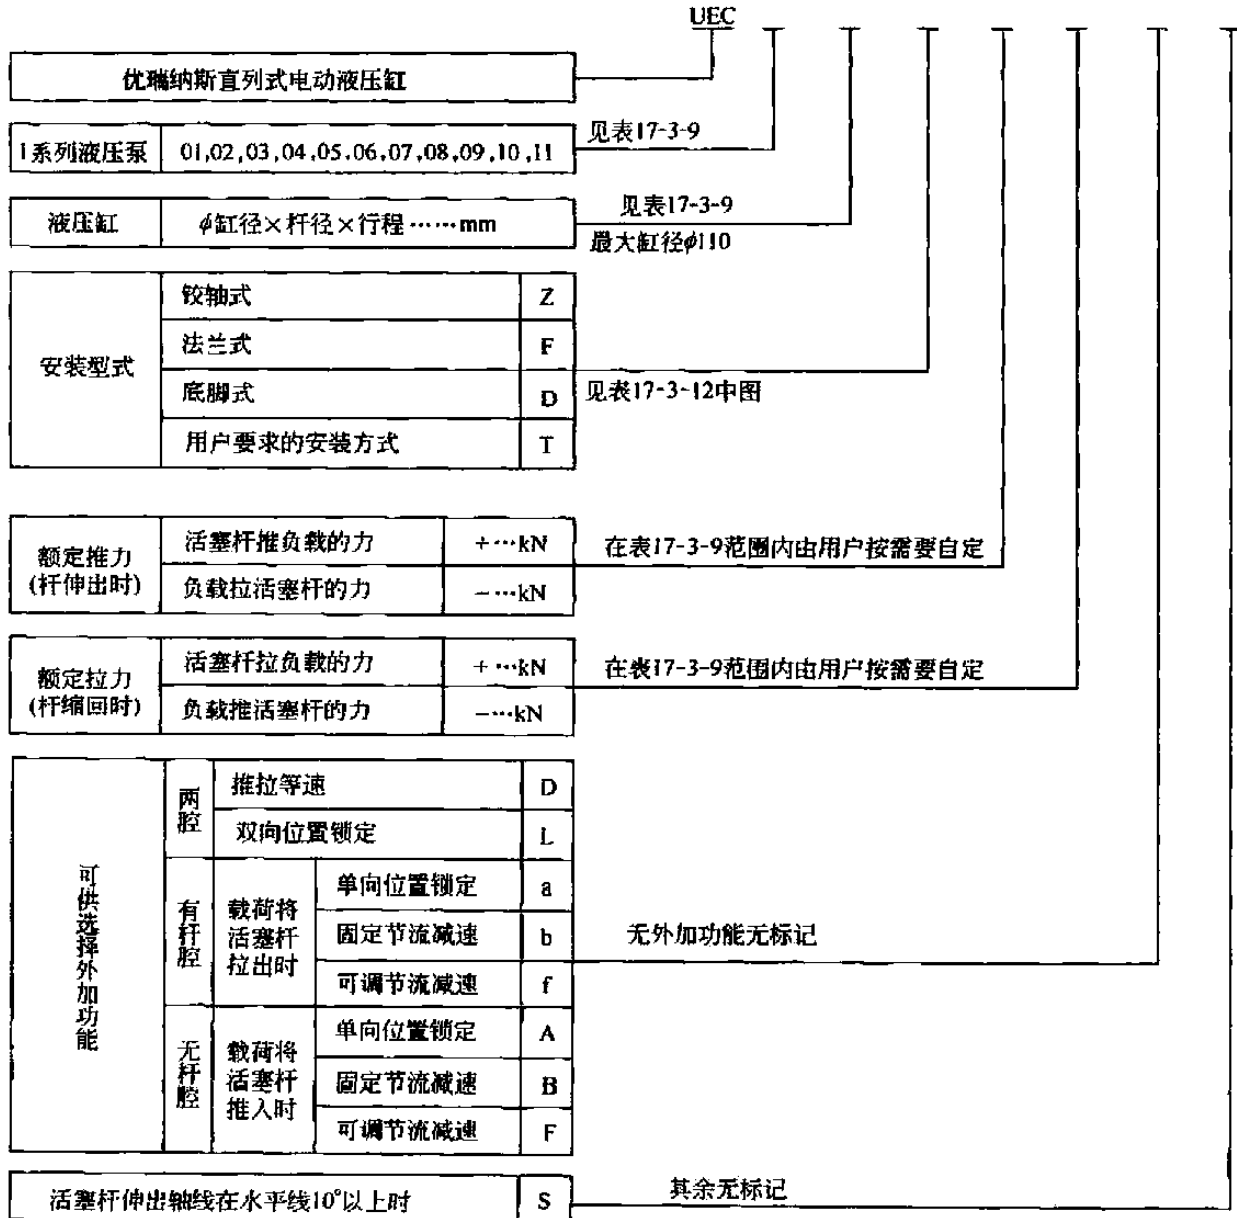 UEC
优瑞纳斯直列式电动液压缸
1系列液压泵 01,02,03,04,05,06,07,08,09,10,11 见表17-3-9
液压缸 φ缸径×杆径×行程……mm 见表17-3-9
最大缸径φ110
安装型式
铰轴式 Z
法兰式 F
底脚式 D 见表17-3-12中图
用户要求的安装方式 T
额定推力
(杆伸出时)
活塞杆推负载的力 +…kN 在表17-3-9范围内由用户按需要自定
负载拉活塞杆的力 -…kN
额定拉力
(杆缩回时)
活塞杆拉负载的力 +…kN 在表17-3-9范围内由用户按需要自定
负载推活塞杆的力 -…kN
可供选择外加功能
两腔
推拉等速 D
双向位置锁定 L
有杆腔
载荷将
活塞杆
拉出时
单向位置锁定 a
固定节流减速 b 无外加功能无标记
可调节流减速 f
无杆腔
载荷将
活塞杆
推入时
单向位置锁定 A
固定节流减速 B
可调节流减速 F
活塞杆伸出轴线在水平线10°以上时 S 其余无标记